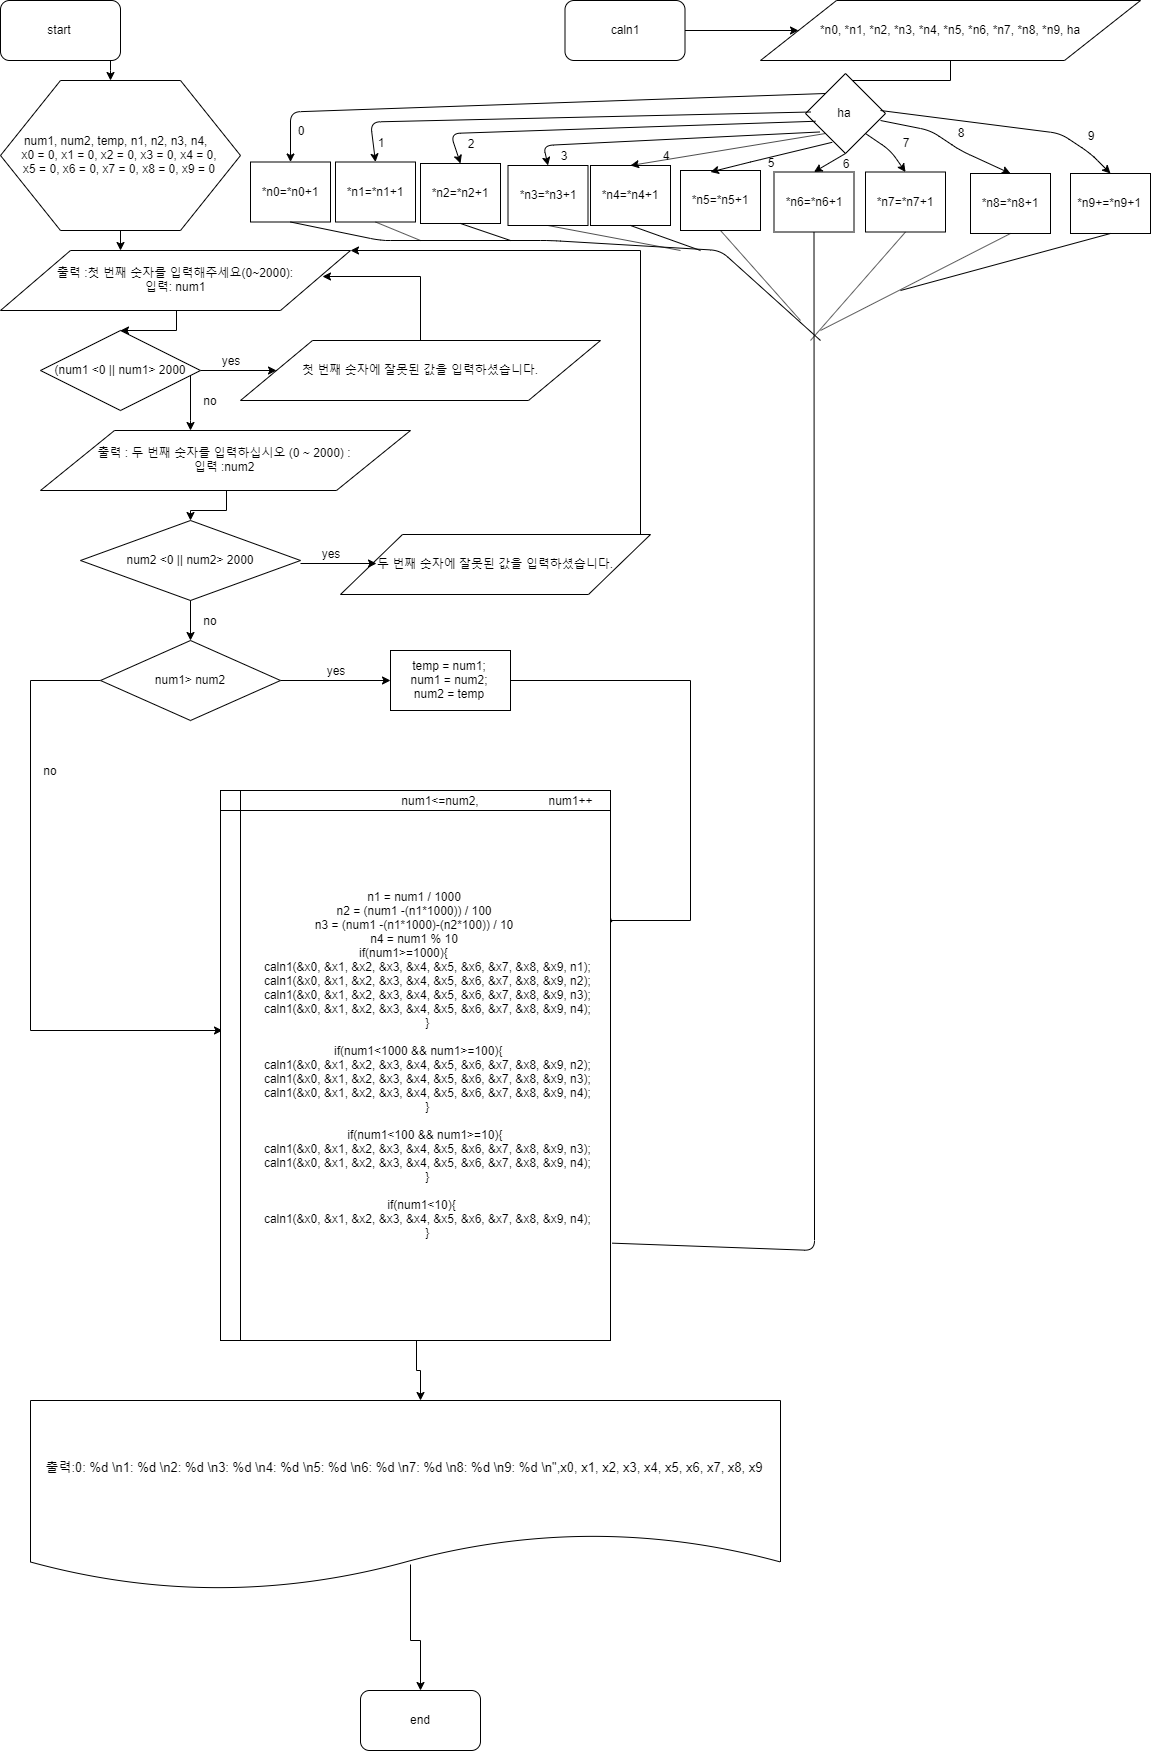 start
caln1
*n0, *n1, *n2, *n3, *n4, *n5, *n6, *n7, *n8, *n9, ha
num1, num2, temp, n1, n2, n3, n4,
x0 = 0, x1 = 0, x2 = 0, x3 = 0, x4 = 0,
x5 = 0, x6 = 0, x7 = 0, x8 = 0, x9 = 0
ha
0
1
2
3
4
5
6
7
8
9
*n0=*n0+1
*n1=*n1+1
*n2=*n2+1
*n3=*n3+1
*n4=*n4+1
*n5=*n5+1
*n6=*n6+1
*n7=*n7+1
*n8=*n8+1
*n9+=*n9+1
출력 :첫 번째 숫자를 입력해주세요(0~2000):
입력: num1
(num1 <0 || num1> 2000
yes
첫 번째 숫자에 잘못된 값을 입력하셨습니다.
no
출력 : 두 번째 숫자를 입력하십시오 (0 ~ 2000) :
입력 :num2
num2 <0 || num2> 2000
yes
두 번째 숫자에 잘못된 값을 입력하셨습니다.
no
num1> num2
yes
temp = num1;
num1 = num2;
num2 = temp
no
num1<=num2, num1++
n1 = num1 / 1000
n2 = (num1 -(n1*1000)) / 100
n3 = (num1 -(n1*1000)-(n2*100)) / 10
n4 = num1 % 10
if(num1>=1000){
caln1(&x0, &x1, &x2, &x3, &x4, &x5, &x6, &x7, &x8, &x9, n1);
caln1(&x0, &x1, &x2, &x3, &x4, &x5, &x6, &x7, &x8, &x9, n2);
caln1(&x0, &x1, &x2, &x3, &x4, &x5, &x6, &x7, &x8, &x9, n3);
caln1(&x0, &x1, &x2, &x3, &x4, &x5, &x6, &x7, &x8, &x9, n4);
}
if(num1<1000 && num1>=100){
caln1(&x0, &x1, &x2, &x3, &x4, &x5, &x6, &x7, &x8, &x9, n2);
caln1(&x0, &x1, &x2, &x3, &x4, &x5, &x6, &x7, &x8, &x9, n3);
caln1(&x0, &x1, &x2, &x3, &x4, &x5, &x6, &x7, &x8, &x9, n4);
}
if(num1<100 && num1>=10){
caln1(&x0, &x1, &x2, &x3, &x4, &x5, &x6, &x7, &x8, &x9, n3);
caln1(&x0, &x1, &x2, &x3, &x4, &x5, &x6, &x7, &x8, &x9, n4);
}
if(num1<10){
caln1(&x0, &x1, &x2, &x3, &x4, &x5, &x6, &x7, &x8, &x9, n4);
}
출력:0: %d \n1: %d \n2: %d \n3: %d \n4: %d \n5: %d \n6: %d \n7: %d \n8: %d \n9: %d \n",x0, x1, x2, x3, x4, x5, x6, x7, x8, x9
end